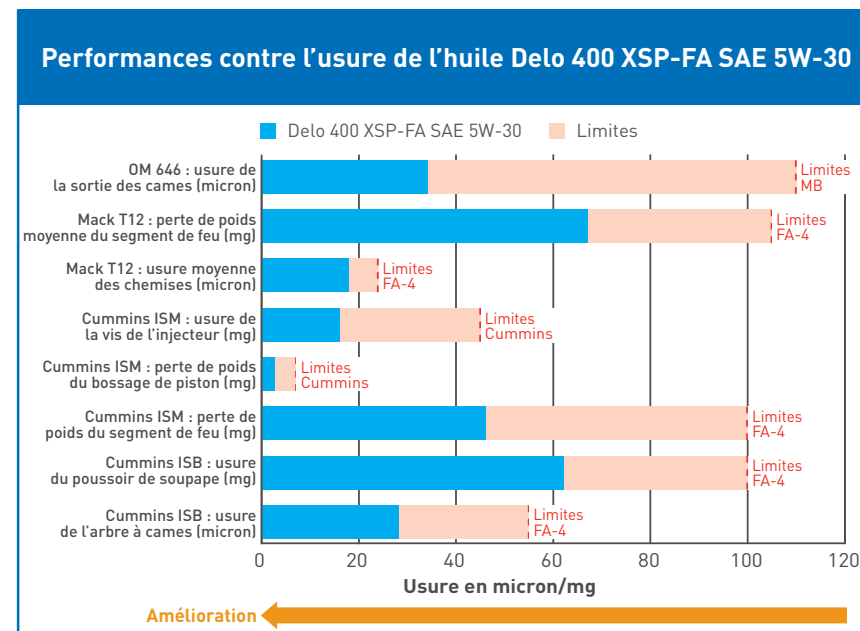 Performances contre l'usure de l'huile Delo 400 XSP-FA SAE 5W-30
Delo 400 XSP-FA SAE 5W-30
Limites
OM 646 : usure de
la sortie des cames (micron)
Limites
MB
Mack T12 : perte de poids
moyenne du segment de feu (mg)
Limites
FA-4
Mack T12 : usure moyenne
des chemises (micron)
Limites
FA-4
Cummins ISM : usure de
la vis de l'injecteur (mg)
Limites
Cummins
Cummins ISM : perte de poids
du bossage de piston (mg)
Limites
Cummins
Cummins ISM : perte de
poids du segment de feu (mg)
Limites
FA-4
Cummins ISB : usure
du poussoir de soupape (mg)
Limites
FA-4
Cummins ISB : usure
de l'arbre à cames (micron)
Limites
FA-4
0 20 40 60 80 100 120
Usure en micron/mg
Amélioration